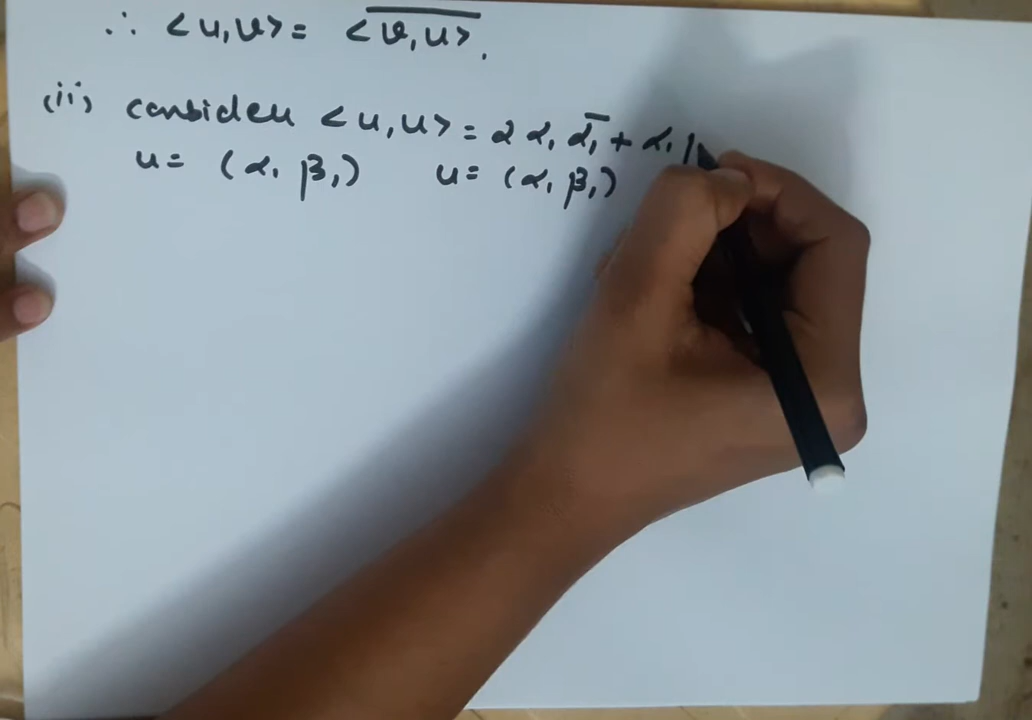 ∴ <u,v> = <v,u>̅.
(ii) consider <u,u> = 2 α₁ ᾱ₁ + α₁
u = (α₁ β₁)   u = (α₁ β₁)